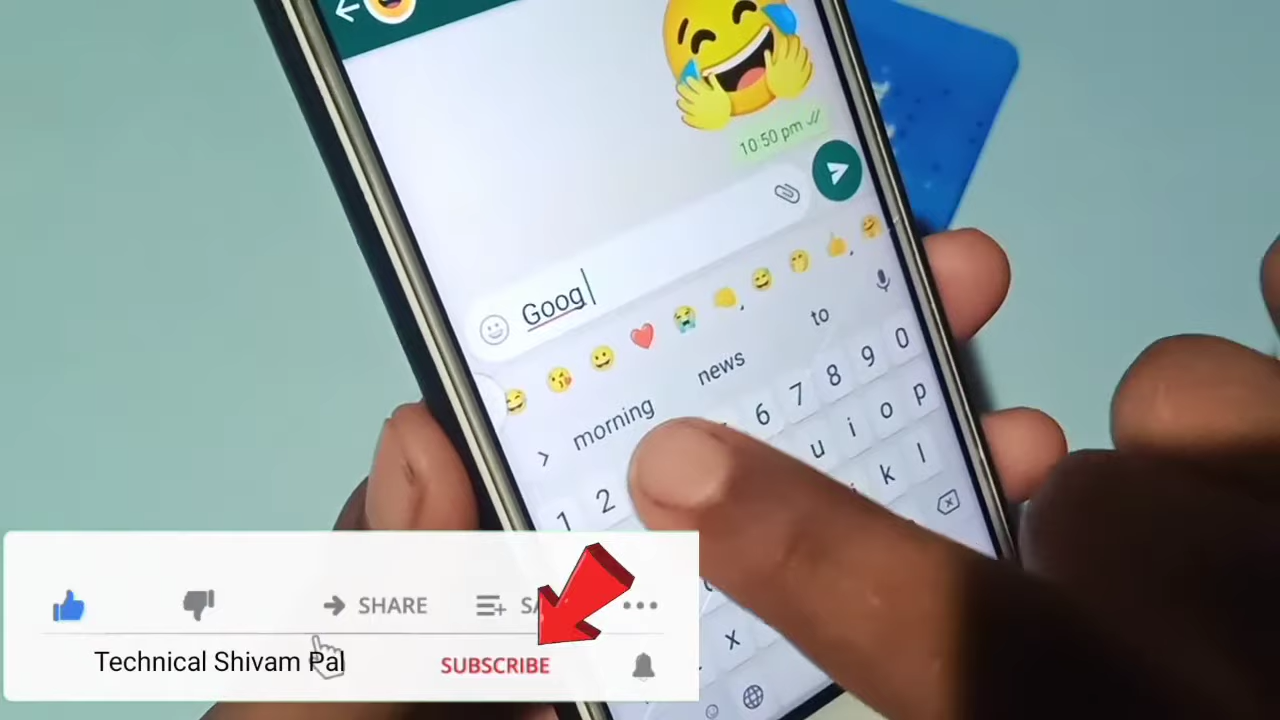 10:50 pm
Goog
morning
news
to
1 2 6 7 8 9 0
u i o p
k l
x
SHARE
Technical Shivam Pal
SUBSCRIBE